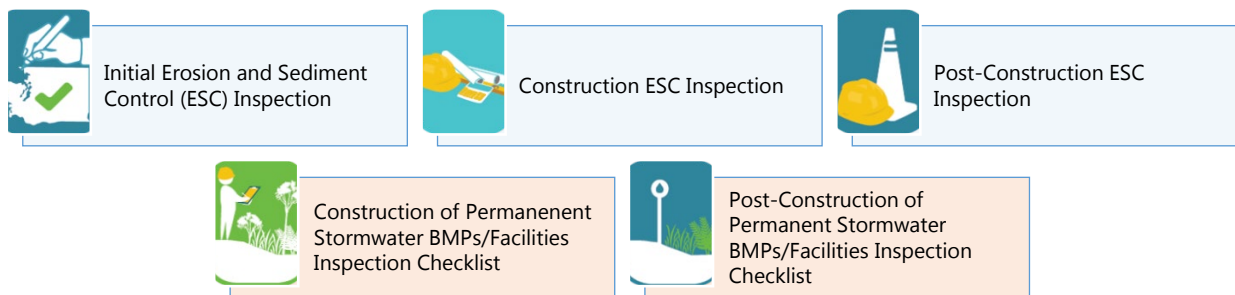 Initial Erosion and Sediment
Control (ESC) Inspection
Construction ESC Inspection
Post-Construction ESC
Inspection
Construction of Permanenent
Stormwater BMPs/Facilities
Inspection Checklist
Post-Construction of
Permanent Stormwater
BMPs/Facilities Inspection
Checklist